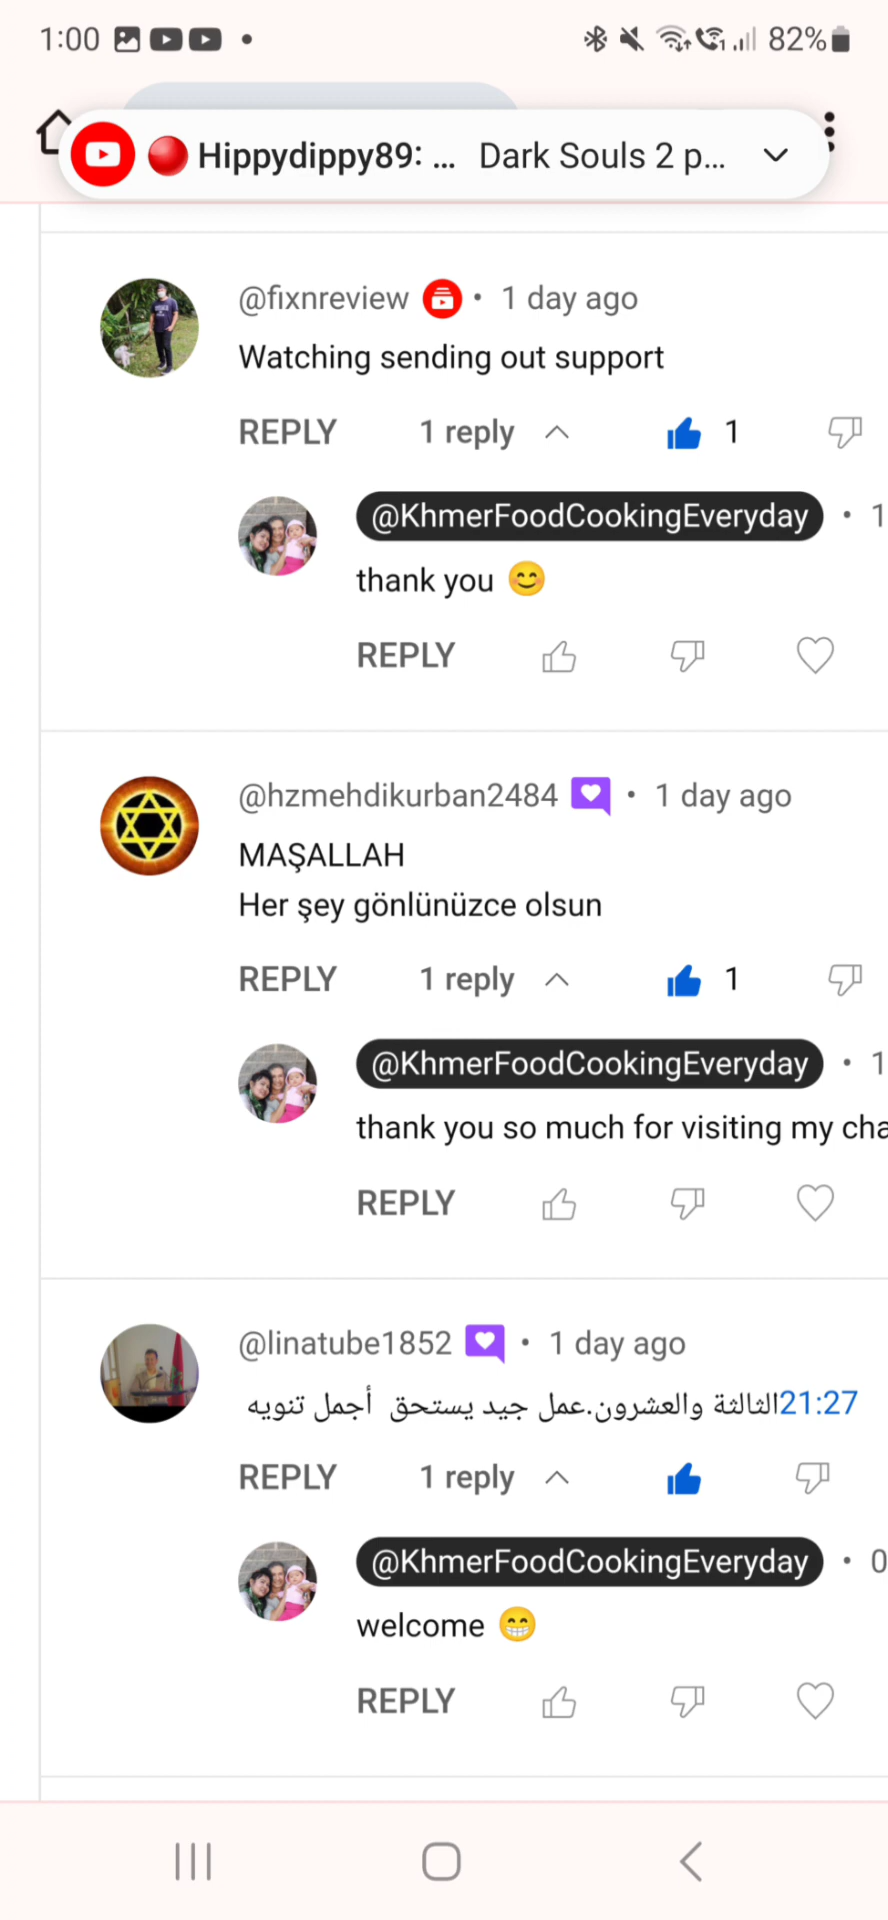 1:00
82%
Hippydippy89: ... Dark Souls 2 p...
@fixnreview • 1 day ago
Watching sending out support
REPLY 1 reply 1
@KhmerFoodCookingEveryday • 1
thank you 😊
REPLY
@hzmehdikurban2484 • 1 day ago
MAŞALLAH
Her şey gönlünüzce olsun
REPLY 1 reply 1
@KhmerFoodCookingEveryday • 1
thank you so much for visiting my cha
REPLY
@linatube1852 • 1 day ago
21:27الثالثة والعشرون.عمل جيد يستحق أجمل تنويه
REPLY 1 reply
@KhmerFoodCookingEveryday • 0
welcome 😁
REPLY